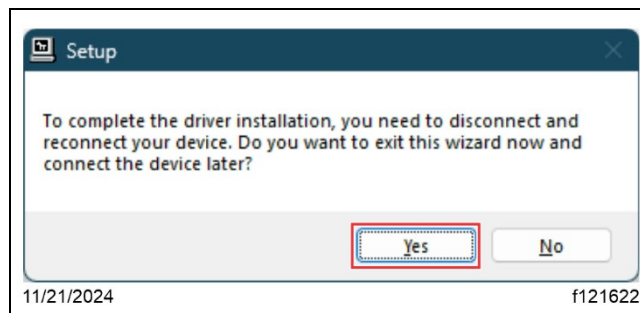 Setup
To complete the driver installation, you need to disconnect and
reconnect your device. Do you want to exit this wizard now and
connect the device later?
Yes
No
11/21/2024
f121622